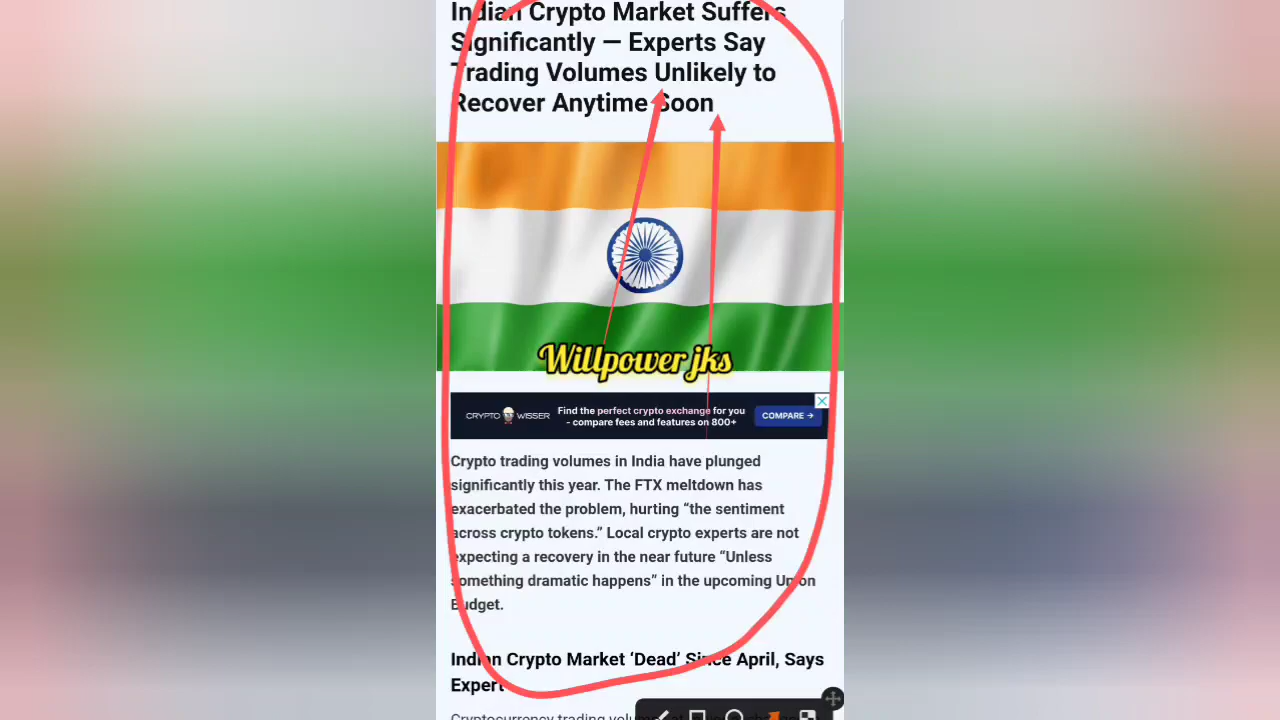 Indian Crypto Market Suffers
Significantly — Experts Say
Trading Volumes Unlikely to
Recover Anytime Soon
Willpower jks
CRYPTO WISSER
Find the perfect crypto exchange for you
- compare fees and features on 800+
COMPARE →
Crypto trading volumes in India have plunged
significantly this year. The FTX meltdown has
exacerbated the problem, hurting “the sentiment
across crypto tokens.” Local crypto experts are not
expecting a recovery in the near future “Unless
something dramatic happens” in the upcoming Union
Budget.
Indian Crypto Market ‘Dead’ Since April, Says
Expert
Cryptocurrency trading